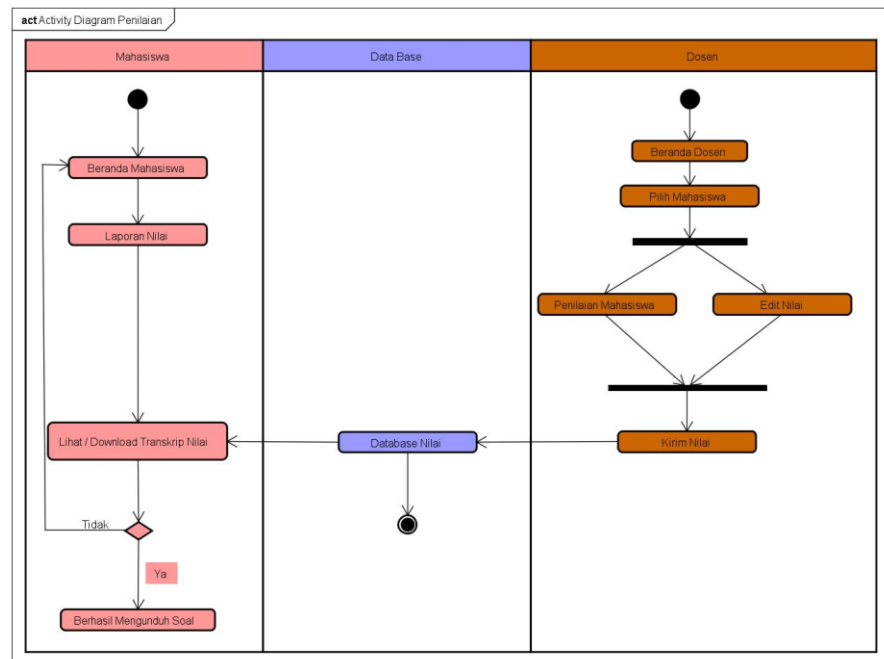 act Activity Diagram Penilaian
Mahasiswa
Data Base
Dosen
Beranda Mahasiswa
Laporan Nilai
Lihat / Download Transkrip Nilai
Tidak
Ya
Berhasil Mengunduh Soal
Database Nilai
Beranda Dosen
Pilih Mahasiswa
Penilaian Mahasiswa
Edit Nilai
Kirim Nilai